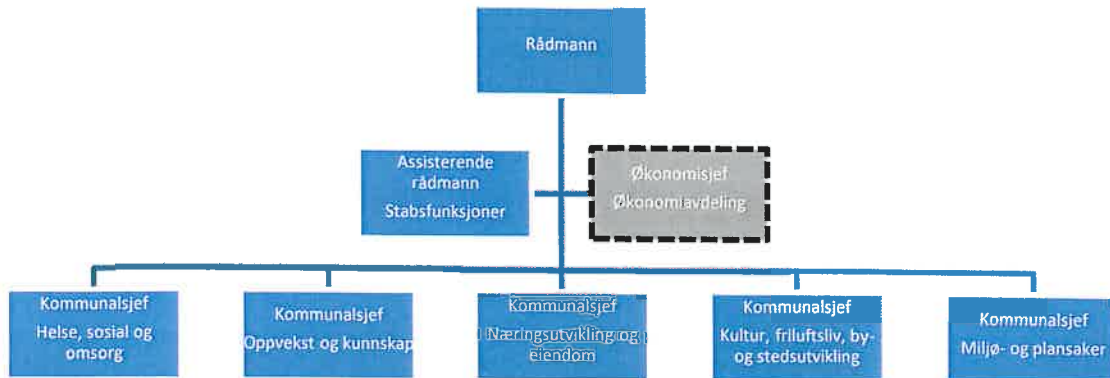 Rådmann
Assisterende
rådmann
Stabsfunksjoner
Økonomisjef
Økonomiavdeling
Kommunalsjef
Helse, sosial og
omsorg
Kommunalsjef
Oppvekst og kunnskap
Kommunalsjef
Næringsutvikling og
eiendom
Kommunalsjef
Kultur, friluftsliv, by-
og stedsutvikling
Kommunalsjef
Miljø- og plansaker